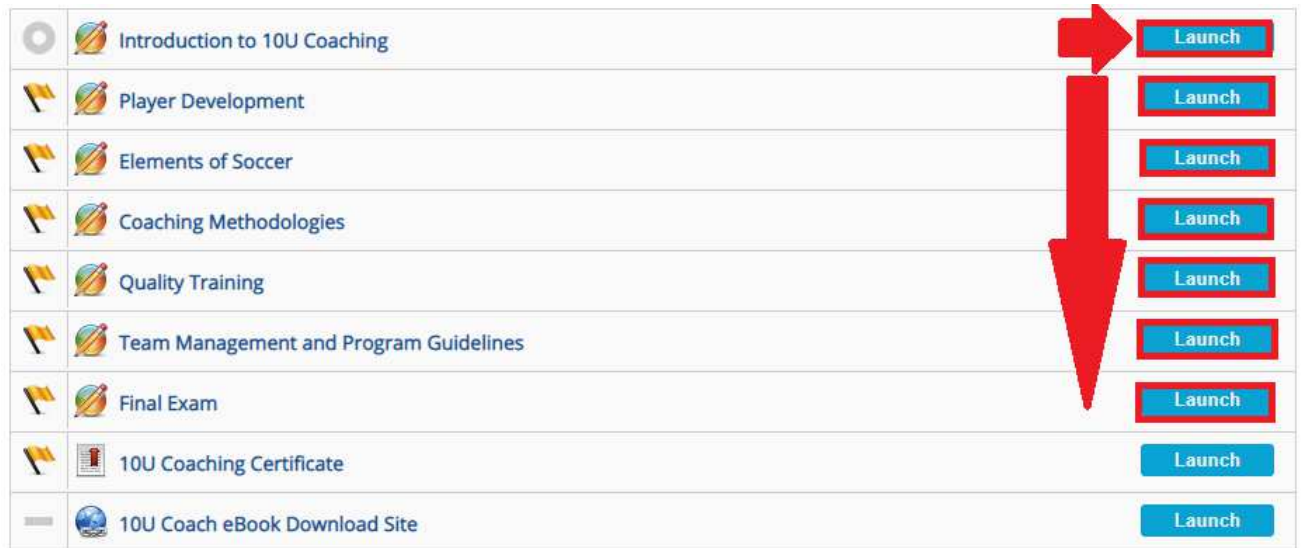 Introduction to 10U Coaching Launch
Player Development Launch
Elements of Soccer Launch
Coaching Methodologies Launch
Quality Training Launch
Team Management and Program Guidelines Launch
Final Exam Launch
10U Coaching Certificate Launch
10U Coach eBook Download Site Launch